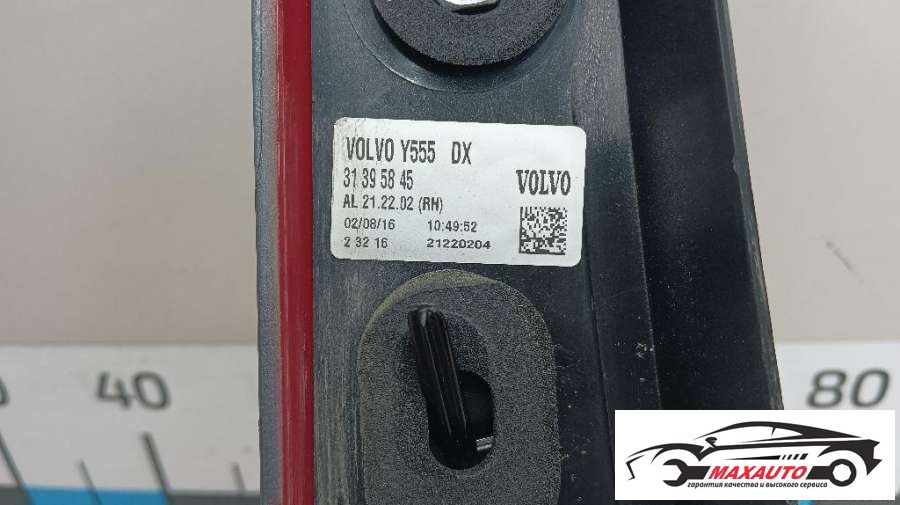 VOLVO Y555 DX
31 39 58 45
VOLVO
AL 21.22.02 (RH)
02/08/16 10:49:52
2 32 16 21220204
40
80
MAXAUTO
гарантия качества и высокого сервиса